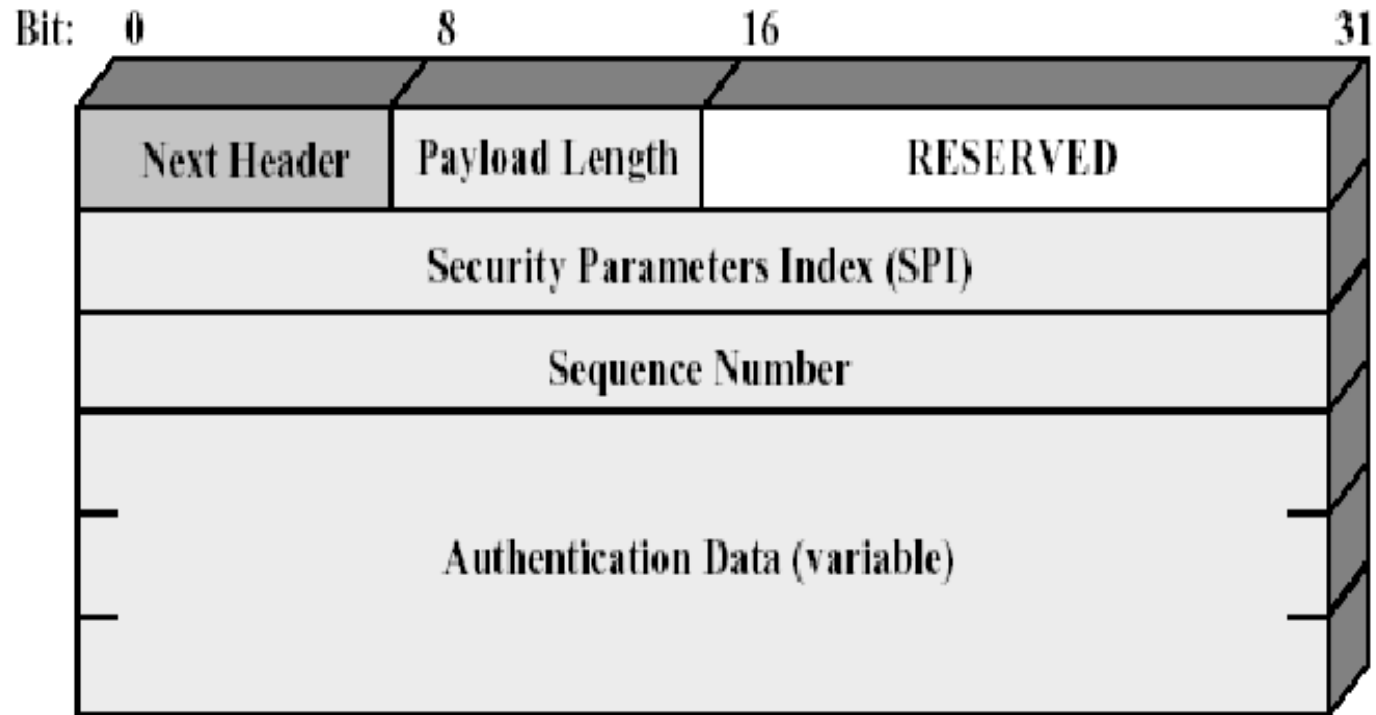 Bit: 0 8 16 31
Next Header Payload Length RESERVED
Security Parameters Index (SPI)
Sequence Number
Authentication Data (variable)